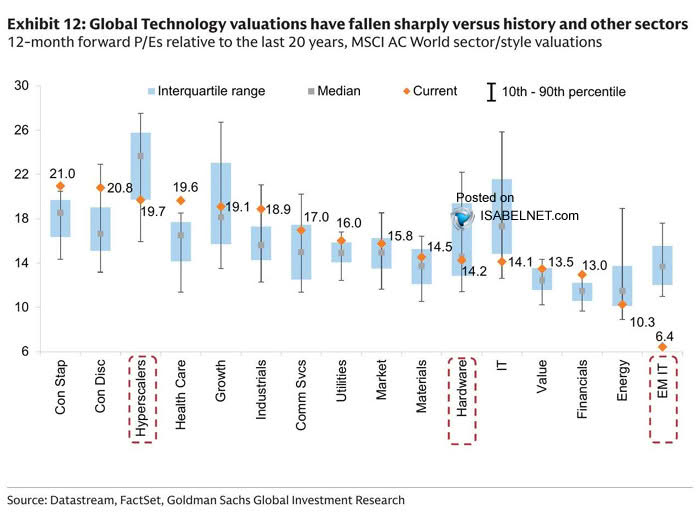 Exhibit 12: Global Technology valuations have fallen sharply versus history and other sectors
12-month forward P/Es relative to the last 20 years, MSCI AC World sector/style valuations
Interquartile range Median Current 10th - 90th percentile
30
26
22
18
14
10
6
21.0
20.8
19.7
19.6
19.1
18.9
17.0
16.0
15.8
14.5
14.2
14.1
13.5
13.0
10.3
6.4
Posted on
ISABELNET.com
Con Stap
Con Disc
Hyperscalers
Health Care
Growth
Industrials
Comm Svcs
Utilities
Market
Materials
Hardware
IT
Value
Financials
Energy
EM IT
Source: Datastream, FactSet, Goldman Sachs Global Investment Research